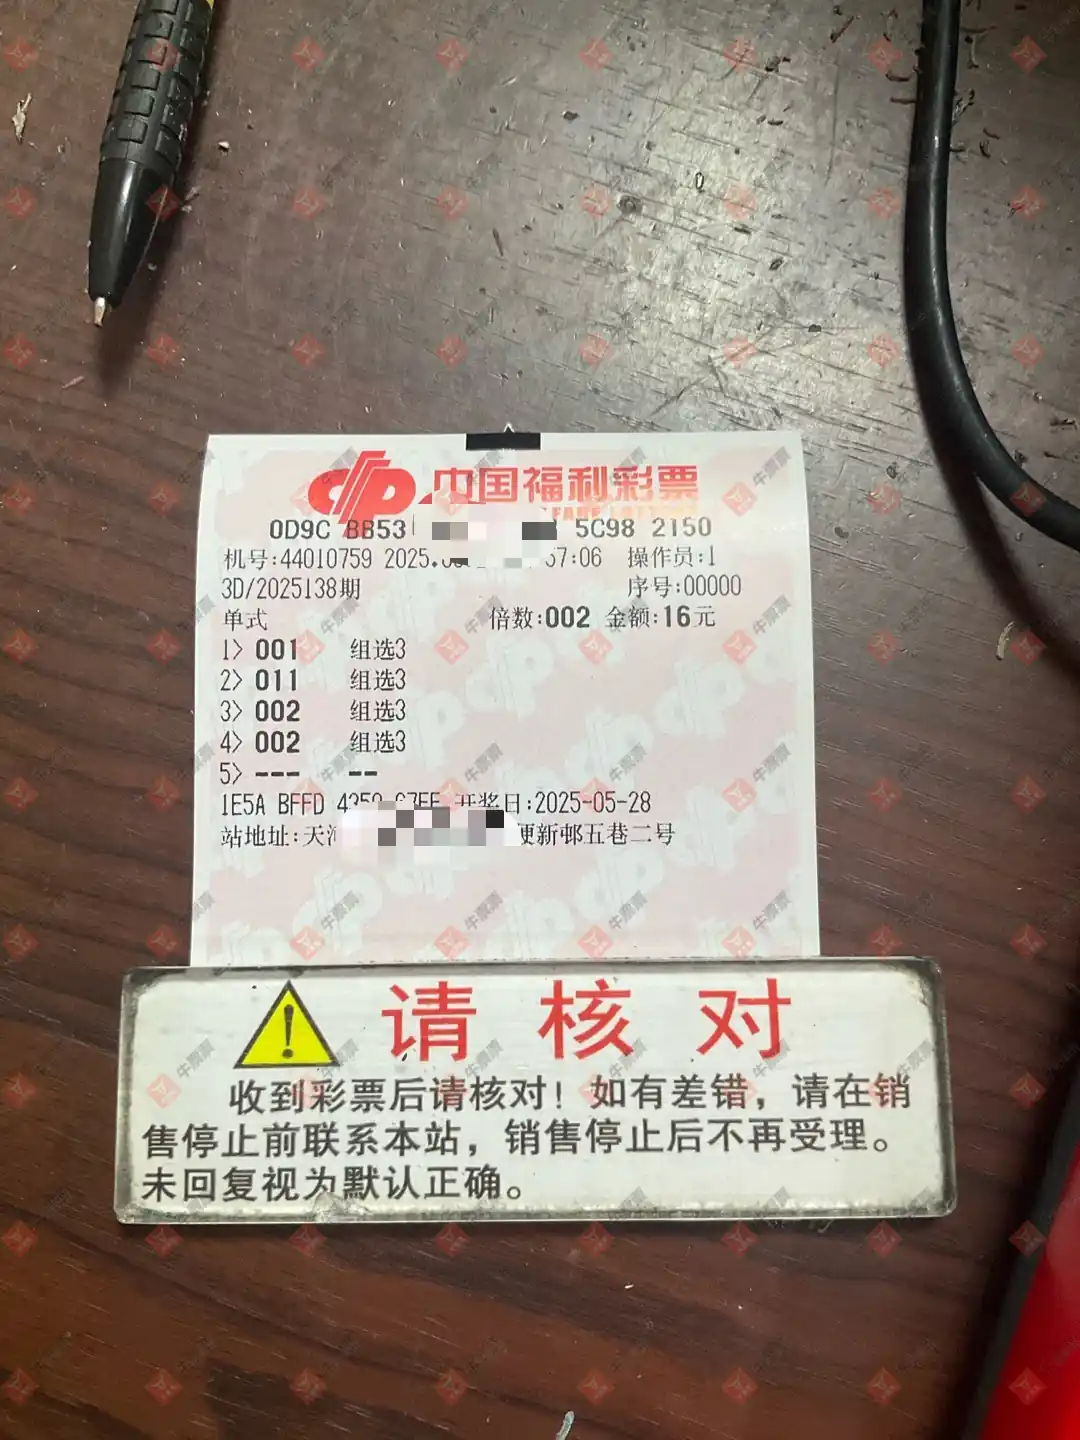 中国福利彩票
0D9C BB53 5C98 2150
机号:44010759 2025. 57:06 操作员:1
3D/2025138期 序号:00000
单式 倍数:002 金额:16元
1> 001 组选3
2> 011 组选3
3> 002 组选3
4> 002 组选3
5> --- --
1E5A BFFD 开奖日:2025-05-28
站地址:天 便新邨五巷二号
请核对
收到彩票后请核对！如有差错，请在销
售停止前联系本站，销售停止后不再受理。
未回复视为默认正确。
牛票票